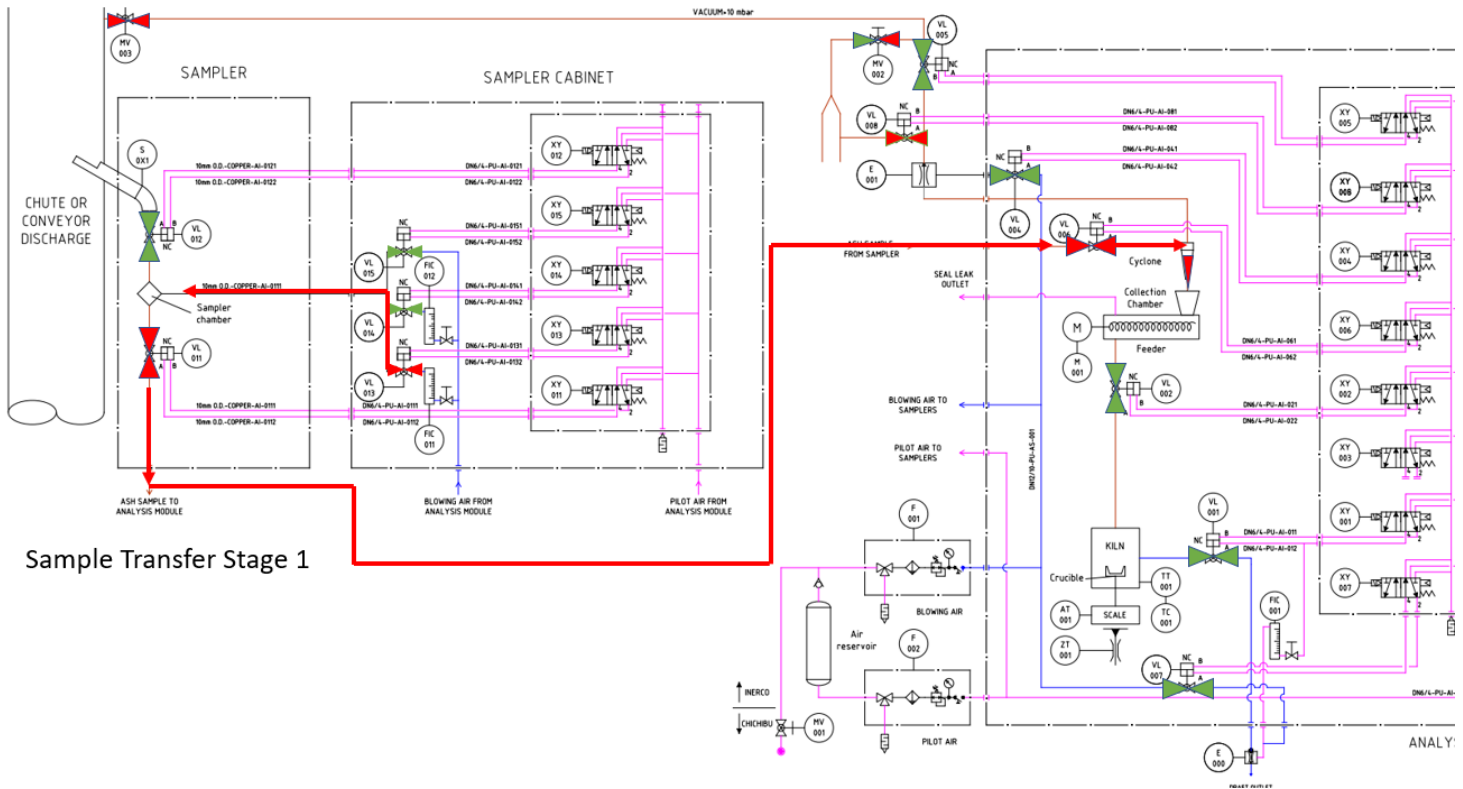 VACUUM+10 mbar
MV
003
SAMPLER
SAMPLER CABINET
MV
002
VL
005
NC
B
A
VL
008
NC
A
E
001
NC
B
A
VL
004
DN6/4-PU-AI-081
DN6/4-PU-AI-082
DN6/4-PU-AI-041
DN6/4-PU-AI-042
XY
005
XY
008
XY
004
XY
006
XY
002
XY
003
XY
001
XY
007
4
2
S
0X1
CHUTE OR
CONVEYOR
DISCHARGE
A
B
NC
VL
012
10mm O.D.-COPPER-AI-0121
10mm O.D.-COPPER-AI-0122
DN6/4-PU-AI-0121
DN6/4-PU-AI-0122
XY
012
4
2
10mm O.D.-COPPER-AI-0111
Sampler
chamber
NC
VL
011
A
B
NC
DN6/4-PU-AI-0151
DN6/4-PU-AI-0152
XY
015
VL
015
FIC
012
NC
DN6/4-PU-AI-0141
DN6/4-PU-AI-0142
XY
014
VL
014
NC
DN6/4-PU-AI-0131
DN6/4-PU-AI-0132
XY
013
VL
013
10mm O.D.-COPPER-AI-0111
10mm O.D.-COPPER-AI-0112
DN6/4-PU-AI-0111
DN6/4-PU-AI-0112
XY
011
FIC
011
ASH SAMPLE TO
ANALYSIS MODULE
BLOWING AIR FROM
ANALYSIS MODULE
PILOT AIR FROM
ANALYSIS MODULE
Sample Transfer Stage 1
ASH SAMPLE
FROM SAMPLER
VL
006
NC
B
A
Cyclone
SEAL LEAK
OUTLET
Collection
Chamber
M
M
001
Feeder
DN6/4-PU-AI-061
DN6/4-PU-AI-062
NC
A
B
VL
002
DN6/4-PU-AI-021
DN6/4-PU-AI-022
BLOWING AIR TO
SAMPLERS
PILOT AIR TO
SAMPLERS
DN12/10-PU-AS-001
F
001
BLOWING AIR
KILN
Crucible
TT
001
TC
001
AT
001
SCALE
ZT
001
VL
001
NC
B
A
DN6/4-PU-AI-011
DN6/4-PU-AI-012
FIC
001
Air
reservoir
F
002
PILOT AIR
VL
007
NC
B
A
INERCO
CHICHIBU
MV
001
DN6/4-PU-AI-
E
000
ANALYS
DRAFT OUTLET